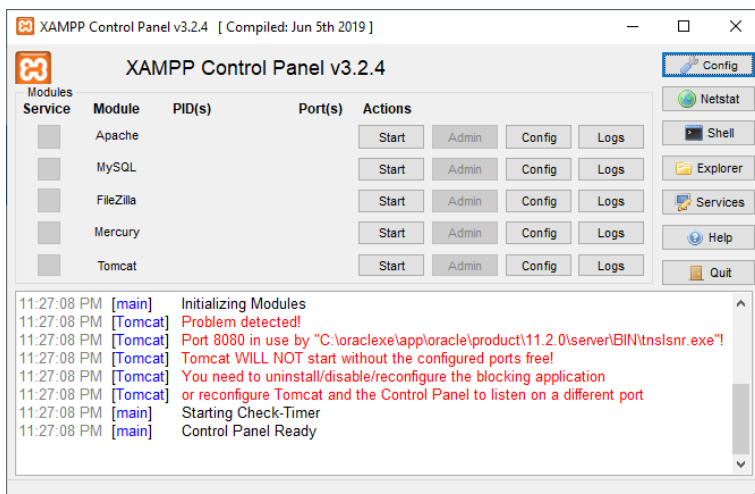 XAMPP Control Panel v3.2.4 [ Compiled: Jun 5th 2019 ]
XAMPP Control Panel v3.2.4
Config
Modules
Service Module PID(s) Port(s) Actions
Netstat
Apache Start Admin Config Logs
Shell
MySQL Start Admin Config Logs
Explorer
FileZilla Start Admin Config Logs
Services
Mercury Start Admin Config Logs
Help
Tomcat Start Admin Config Logs
Quit
11:27:08 PM [main] Initializing Modules
11:27:08 PM [Tomcat] Problem detected!
11:27:08 PM [Tomcat] Port 8080 in use by "C:\oraclexe\app\oracle\product\11.2.0\server\BIN\tnslsnr.exe"!
11:27:08 PM [Tomcat] Tomcat WILL NOT start without the configured ports free!
11:27:08 PM [Tomcat] You need to uninstall/disable/reconfigure the blocking application
11:27:08 PM [Tomcat] or reconfigure Tomcat and the Control Panel to listen on a different port
11:27:08 PM [main] Starting Check-Timer
11:27:08 PM [main] Control Panel Ready